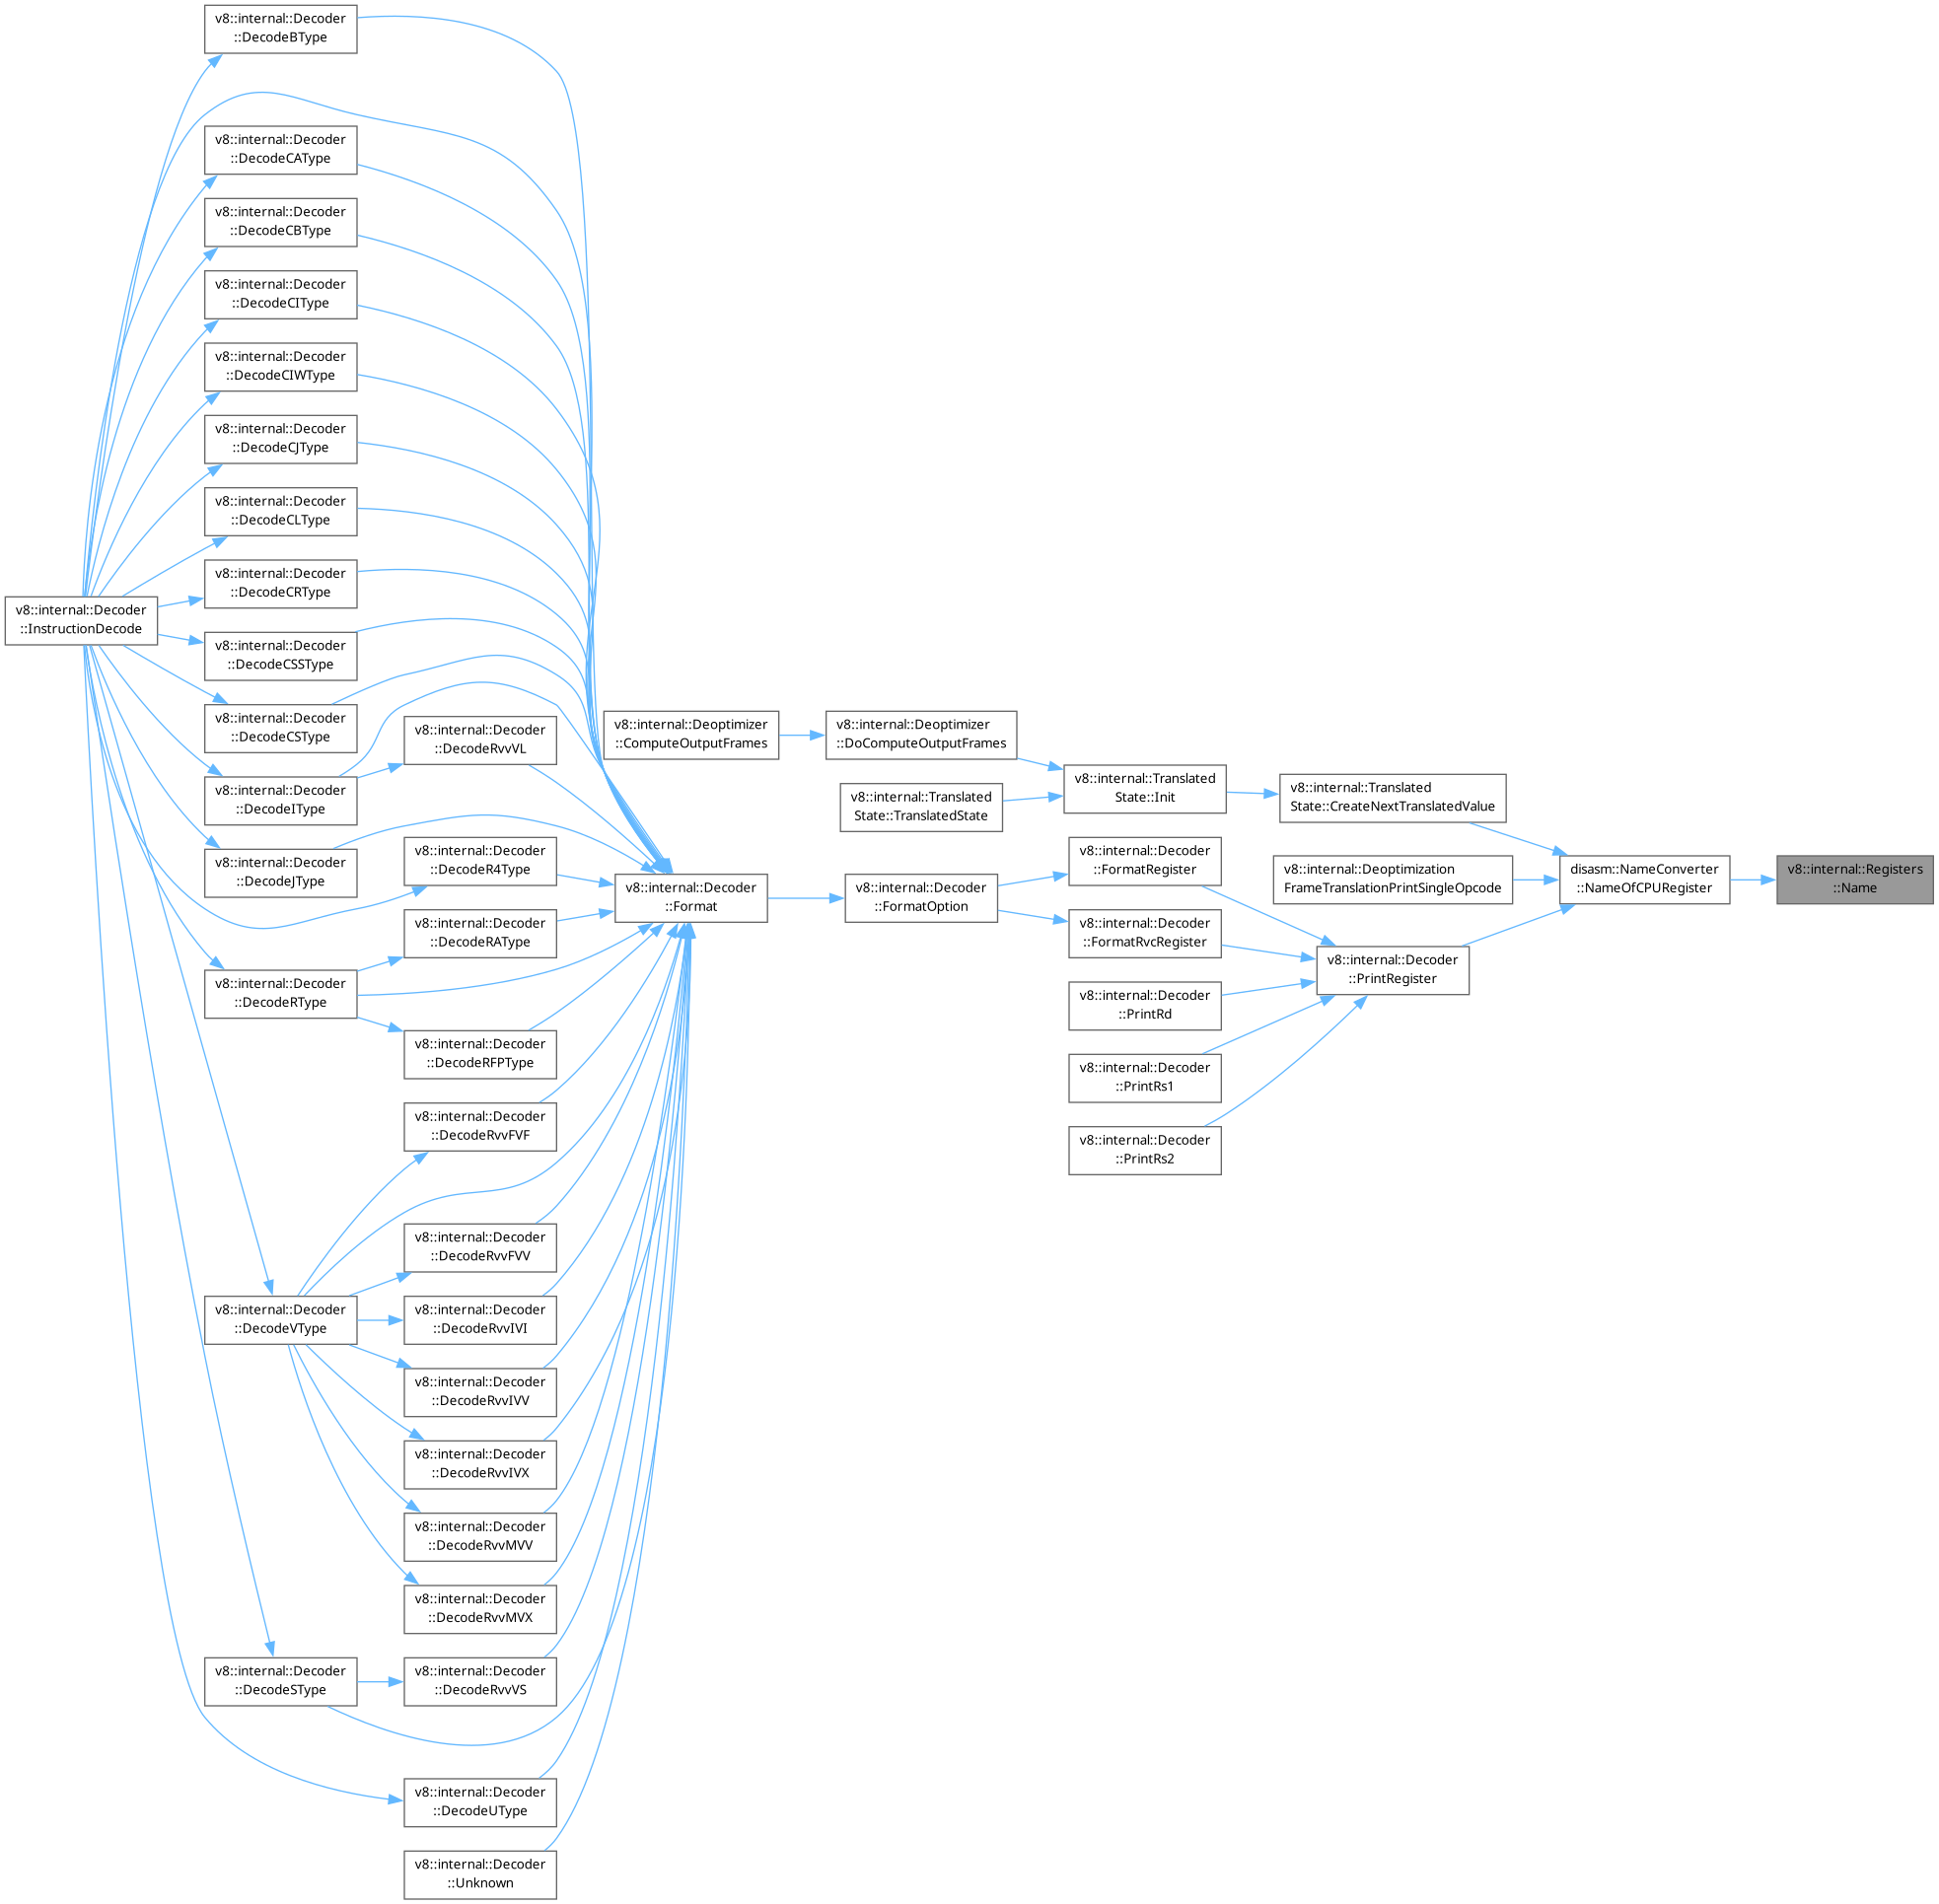 v8::internal::Decoder
::DecodeBType
v8::internal::Decoder
::DecodeCAType
v8::internal::Decoder
::DecodeCBType
v8::internal::Decoder
::DecodeCIType
v8::internal::Decoder
::DecodeCIWType
v8::internal::Decoder
::DecodeCJType
v8::internal::Decoder
::DecodeCLType
v8::internal::Decoder
::DecodeCRType
v8::internal::Decoder
::InstructionDecode
v8::internal::Decoder
::DecodeCSSType
v8::internal::Decoder
::DecodeCSType
v8::internal::Decoder
::DecodeIType
v8::internal::Decoder
::DecodeJType
v8::internal::Decoder
::DecodeRType
v8::internal::Decoder
::DecodeVType
v8::internal::Decoder
::DecodeSType
v8::internal::Decoder
::DecodeRvvVL
v8::internal::Decoder
::DecodeR4Type
v8::internal::Decoder
::DecodeRAType
v8::internal::Decoder
::DecodeRFPType
v8::internal::Decoder
::DecodeRvvFVF
v8::internal::Decoder
::DecodeRvvFVV
v8::internal::Decoder
::DecodeRvvIVI
v8::internal::Decoder
::DecodeRvvIVV
v8::internal::Decoder
::DecodeRvvIVX
v8::internal::Decoder
::DecodeRvvMVV
v8::internal::Decoder
::DecodeRvvMVX
v8::internal::Decoder
::DecodeRvvVS
v8::internal::Decoder
::DecodeUType
v8::internal::Decoder
::Unknown
v8::internal::Deoptimizer
::ComputeOutputFrames
v8::internal::Decoder
::Format
v8::internal::Deoptimizer
::DoComputeOutputFrames
v8::internal::Translated
State::TranslatedState
v8::internal::Decoder
::FormatOption
v8::internal::Translated
State::Init
v8::internal::Decoder
::FormatRegister
v8::internal::Decoder
::FormatRvcRegister
v8::internal::Decoder
::PrintRd
v8::internal::Decoder
::PrintRs1
v8::internal::Decoder
::PrintRs2
v8::internal::Translated
State::CreateNextTranslatedValue
v8::internal::Deoptimization
FrameTranslationPrintSingleOpcode
v8::internal::Decoder
::PrintRegister
disasm::NameConverter
::NameOfCPURegister
v8::internal::Registers
::Name